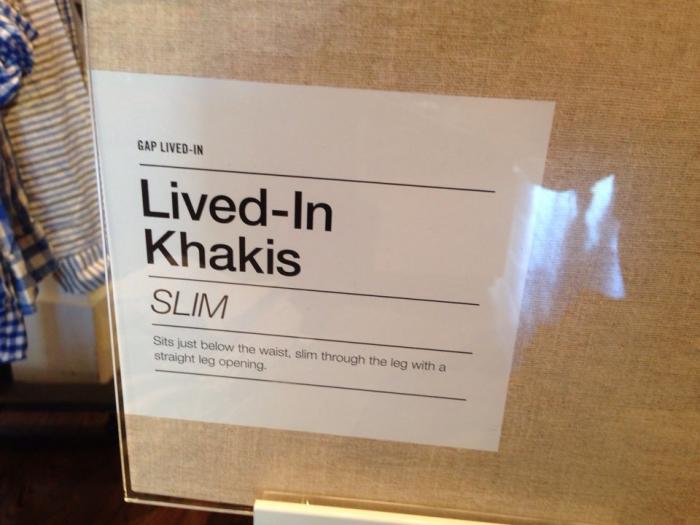 GAP LIVED-IN
Lived-In
Khakis
SLIM
Sits just below the waist, slim through the leg with a
straight leg opening.